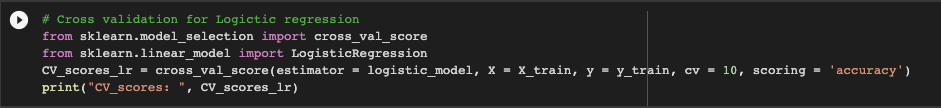 # Cross validation for Logictic regression
from sklearn.model_selection import cross_val_score
from sklearn.linear_model import LogisticRegression
CV_scores_lr = cross_val_score(estimator = logistic_model, X = X_train, y = y_train, cv = 10, scoring = 'accuracy')
print("CV_scores: ", CV_scores_lr)